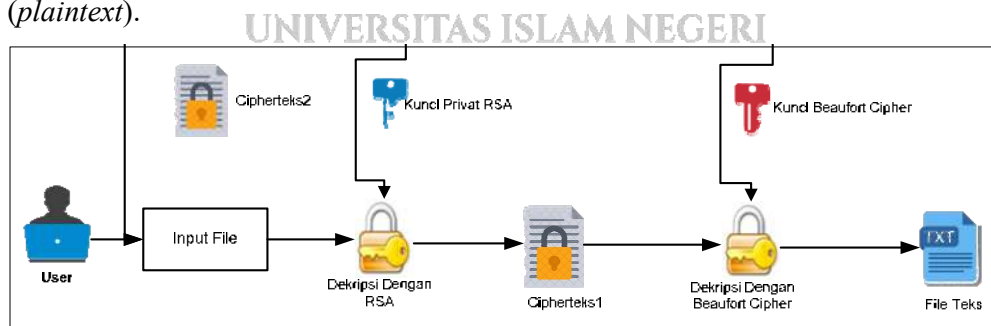 (plaintext).
UNIVERSITAS ISLAM NEGERI
Cipherteks2
Kunci Privat RSA
Kunci Beaufort Cipher
User
Input File
Dekripsi Dengan
RSA
Cipherteks1
Dekripsi Dengan
Beaufort Cipher
TXT
File Teks